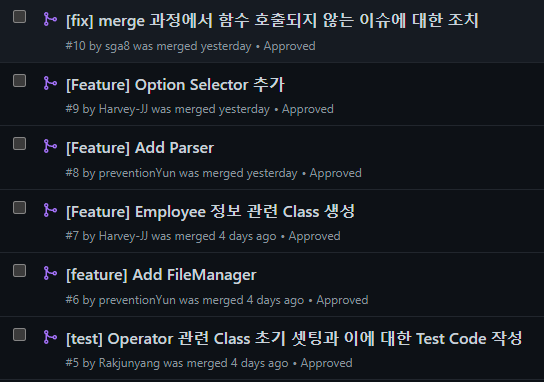 [fix] merge 과정에서 함수 호출되지 않는 이슈에 대한 조치
#10 by sga8 was merged yesterday • Approved
[Feature] Option Selector 추가
#9 by Harvey-JJ was merged yesterday • Approved
[Feature] Add Parser
#8 by preventionYun was merged yesterday • Approved
[Feature] Employee 정보 관련 Class 생성
#7 by Harvey-JJ was merged 4 days ago • Approved
[feature] Add FileManager
#6 by preventionYun was merged 4 days ago • Approved
[test] Operator 관련 Class 초기 셋팅과 이에 대한 Test Code 작성
#5 by Rakjunyang was merged 4 days ago • Approved